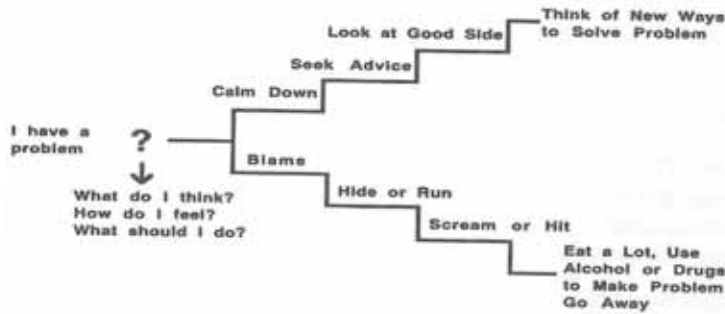 I have a
problem
?
What do I think?
How do I feel?
What should I do?
Calm Down
Seek Advice
Look at Good Side
Think of New Ways
to Solve Problem
Blame
Hide or Run
Scream or Hit
Eat a Lot, Use
Alcohol or Drugs
to Make Problem
Go Away